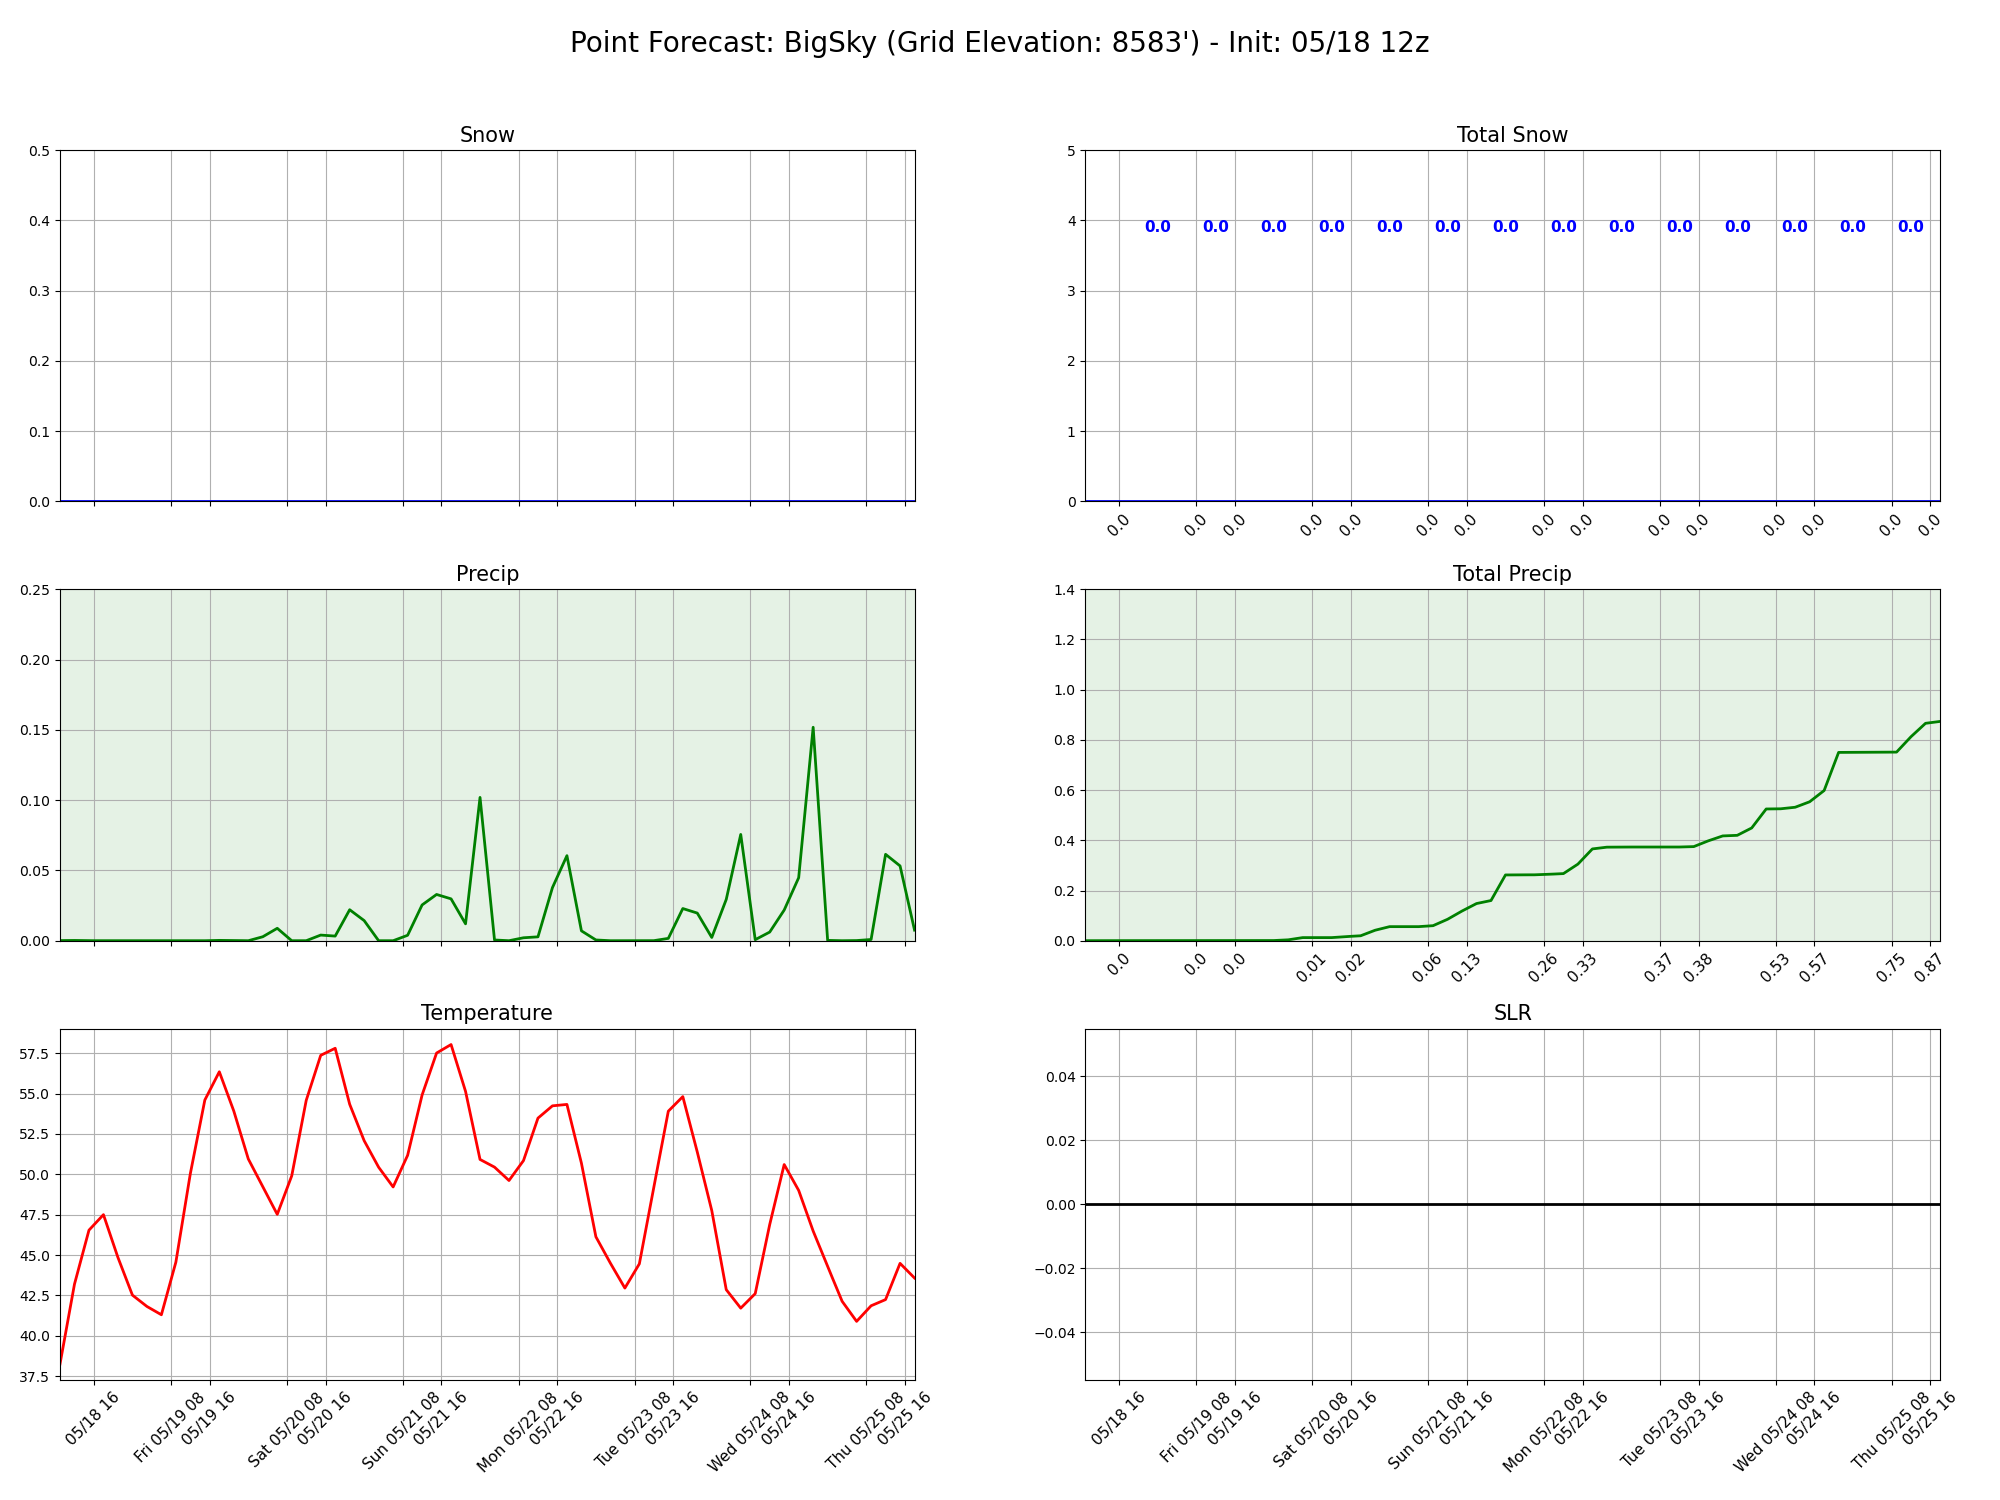 Point Forecast: BigSky (Grid Elevation: 8583') - Init: 05/18 12z
Snow
0.5
0.4
0.3
0.2
0.1
0.0
Total Snow
5
4
3
2
1
0
0.0 0.0 0.0 0.0 0.0 0.0 0.0 0.0 0.0 0.0 0.0 0.0 0.0 0.0
0.0 0.0 0.0 0.0 0.0 0.0 0.0 0.0 0.0 0.0 0.0 0.0 0.0 0.0 0.0
Precip
0.25
0.20
0.15
0.10
0.05
0.00
Total Precip
1.4
1.2
1.0
0.8
0.6
0.4
0.2
0.0
0.0 0.0 0.0 0.01 0.02 0.06 0.13 0.26 0.33 0.37 0.38 0.53 0.57 0.75 0.87
Temperature
57.5
55.0
52.5
50.0
47.5
45.0
42.5
40.0
37.5
05/18 16
Fri 05/19 08
05/19 16
Sat 05/20 08
05/20 16
Sun 05/21 08
05/21 16
Mon 05/22 08
05/22 16
Tue 05/23 08
05/23 16
Wed 05/24 08
05/24 16
Thu 05/25 08
05/25 16
SLR
0.04
0.02
0.00
−0.02
−0.04
05/18 16
Fri 05/19 08
05/19 16
Sat 05/20 08
05/20 16
Sun 05/21 08
05/21 16
Mon 05/22 08
05/22 16
Tue 05/23 08
05/23 16
Wed 05/24 08
05/24 16
Thu 05/25 08
05/25 16